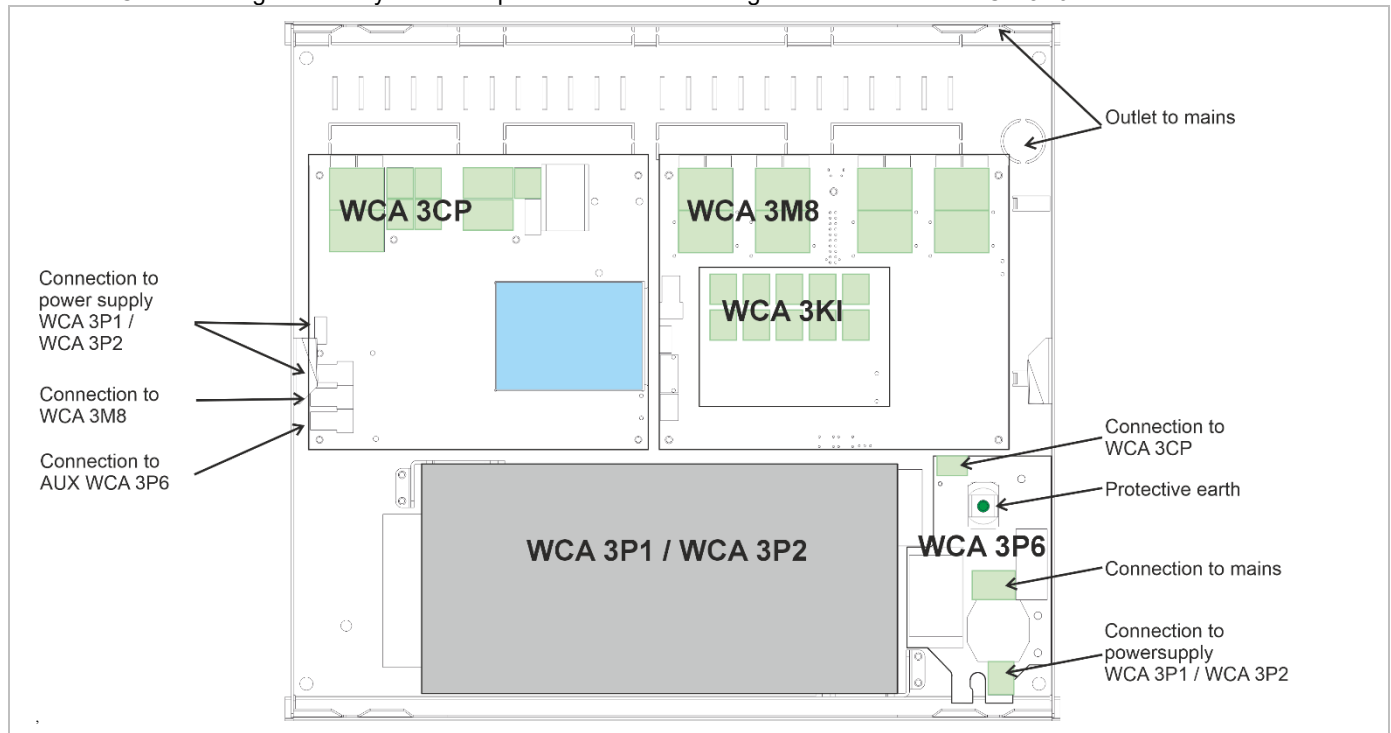 Outlet to mains
WCA 3CP
WCA 3M8
WCA 3KI
Connection to
power supply
WCA 3P1 /
WCA 3P2
Connection to
WCA 3M8
Connection to
AUX WCA 3P6
Connection to
WCA 3CP
Protective earth
WCA 3P1 / WCA 3P2
WCA 3P6
Connection to mains
Connection to
powersupply
WCA 3P1 / WCA 3P2